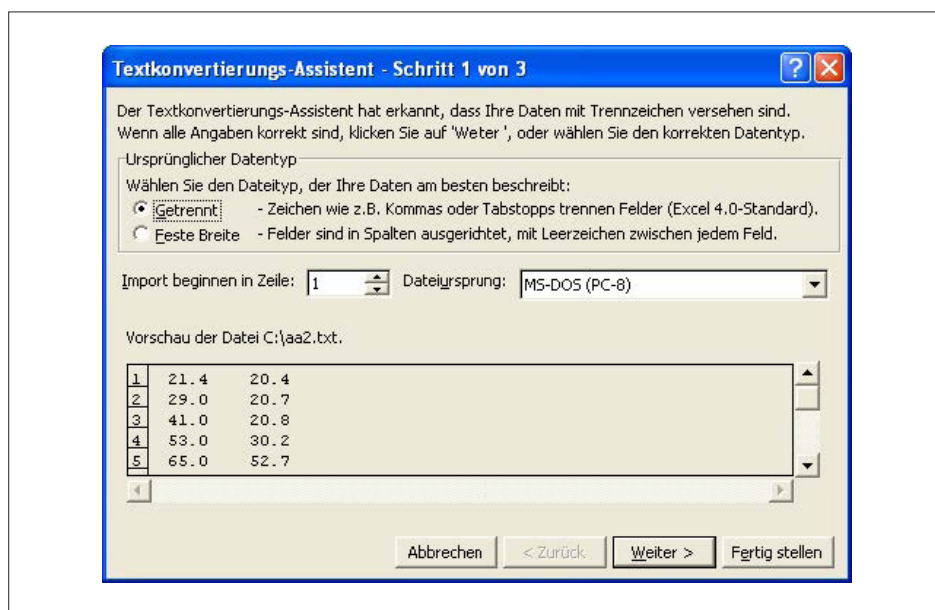 Textkonvertierungs-Assistent - Schritt 1 von 3
Der Textkonvertierungs-Assistent hat erkannt, dass Ihre Daten mit Trennzeichen versehen sind.
Wenn alle Angaben korrekt sind, klicken Sie auf 'Weter ', oder wählen Sie den korrekten Datentyp.
Ursprünglicher Datentyp
Wählen Sie den Dateityp, der Ihre Daten am besten beschreibt:
Getrennt - Zeichen wie z.B. Kommas oder Tabstopps trennen Felder (Excel 4.0-Standard).
Feste Breite - Felder sind in Spalten ausgerichtet, mit Leerzeichen zwischen jedem Feld.
Import beginnen in Zeile: 1 Dateiursprung: MS-DOS (PC-8)
Vorschau der Datei C:\aa2.txt.
1 21.4 20.4
2 29.0 20.7
3 41.0 20.8
4 53.0 30.2
5 65.0 52.7
Abbrechen < Zurück Weiter > Fertig stellen